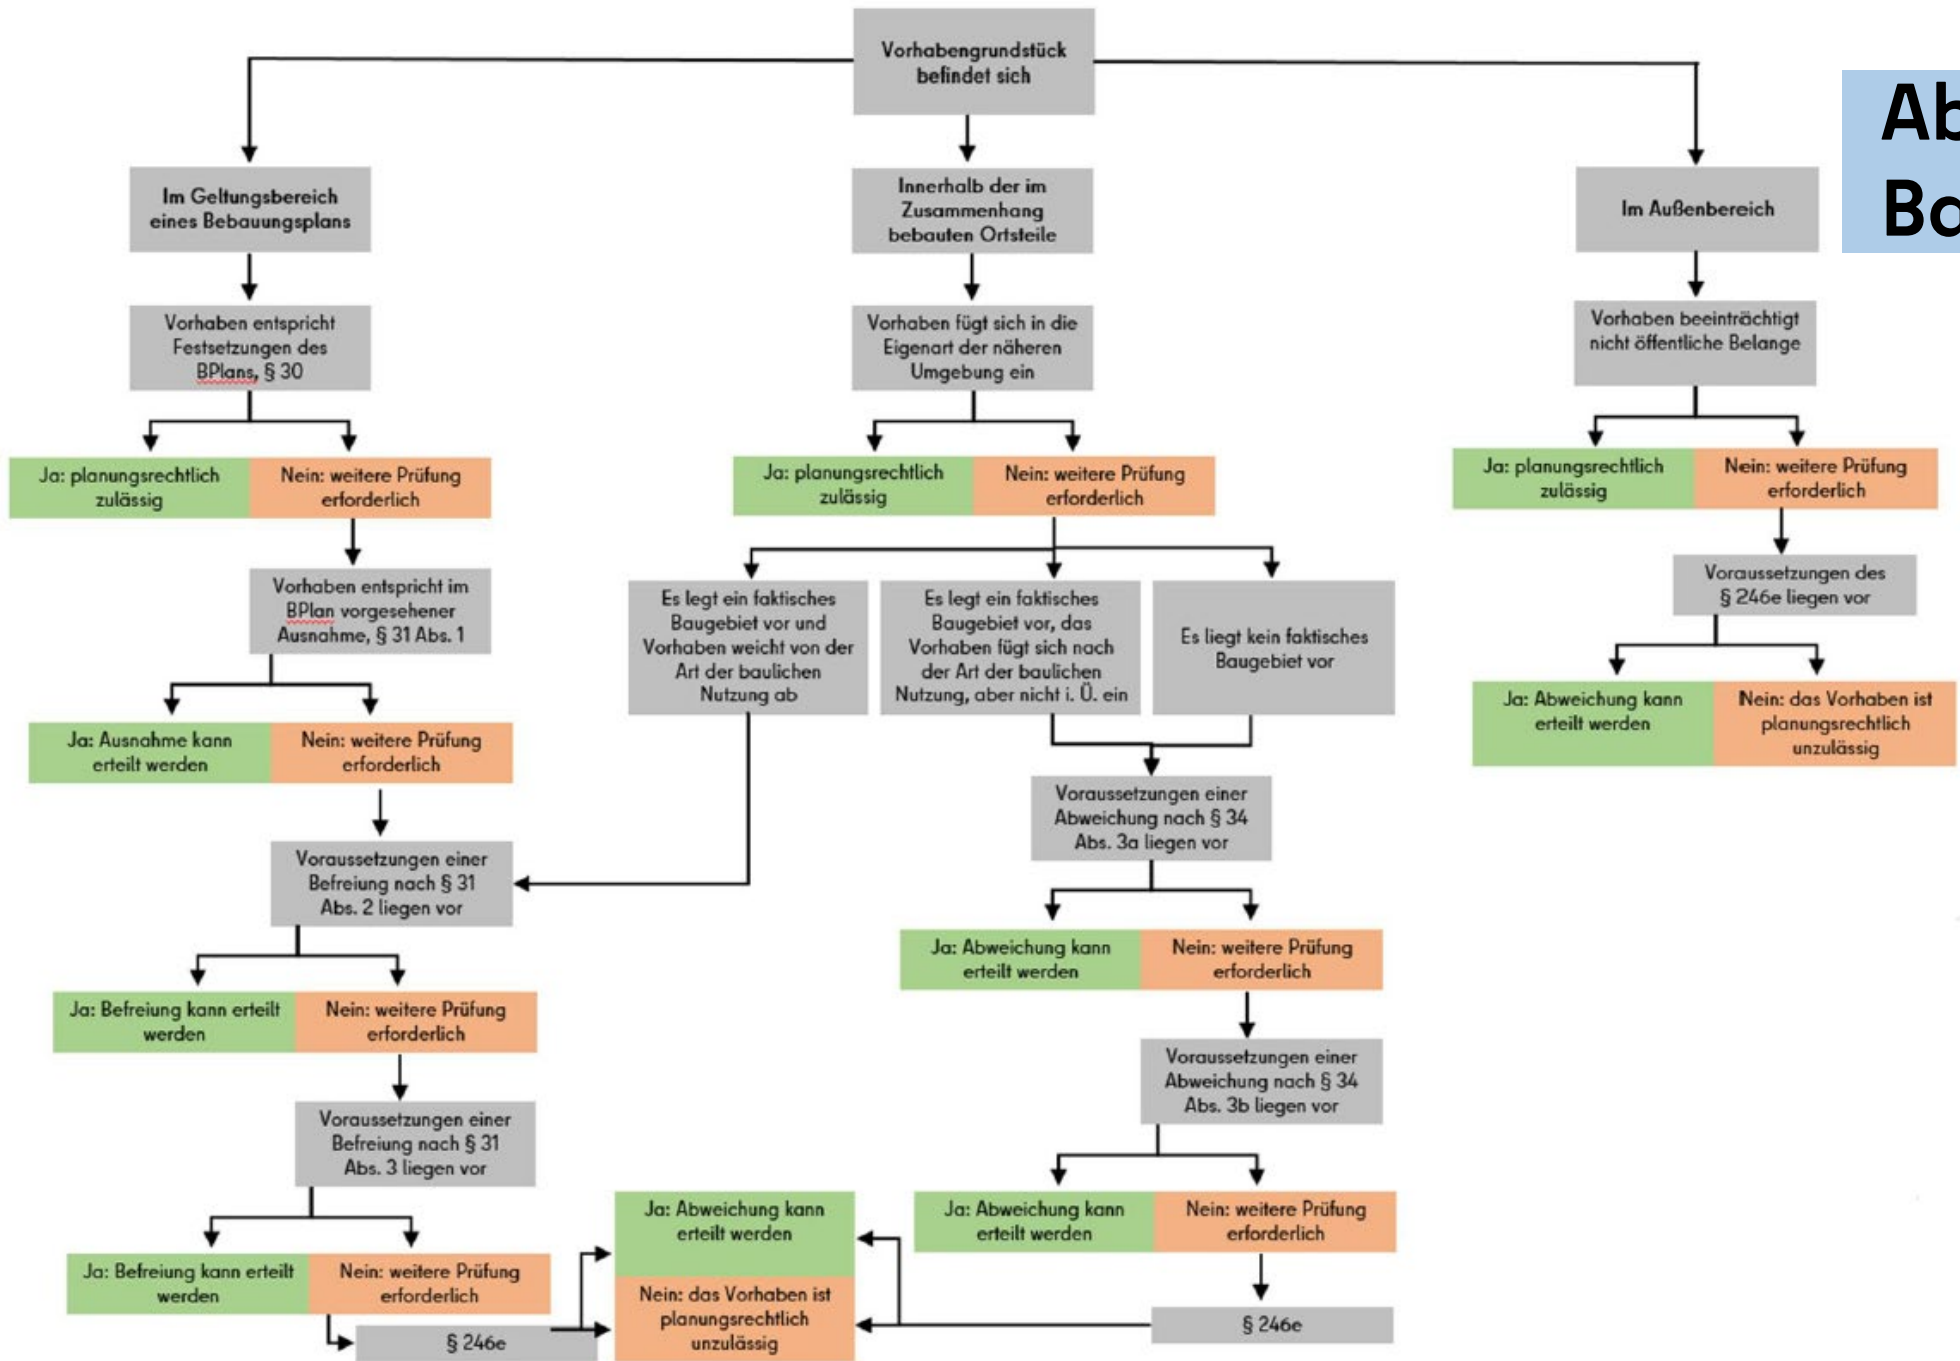 Vorhabengrundstück
befindet sich
Ab
Im Geltungsbereich
eines Bebauungsplans
Innerhalb der im
Zusammenhang
bebauten Ortsteile
Im Außenbereich
Vorhaben entspricht
Festsetzungen des
BPlans, § 30
Vorhaben fügt sich in die
Eigenart der näheren
Umgebung ein
Vorhaben beeinträchtigt
nicht öffentliche Belange
Ja: planungsrechtlich
zulässig
Nein: weitere Prüfung
erforderlich
Ja: planungsrechtlich
zulässig
Nein: weitere Prüfung
erforderlich
Ja: planungsrechtlich
zulässig
Nein: weitere Prüfung
erforderlich
Vorhaben entspricht im
BPlan vorgesehener
Ausnahme, § 31 Abs. 1
Es legt ein faktisches
Baugebiet vor und
Vorhaben weicht von der
Art der baulichen
Nutzung ab
Es legt ein faktisches
Baugebiet vor, das
Vorhaben fügt sich nach
der Art der baulichen
Nutzung, aber nicht i. Ü. ein
Es liegt kein faktisches
Baugebiet vor
Voraussetzungen des
§ 246e liegen vor
Ja: Ausnahme kann
erteilt werden
Nein: weitere Prüfung
erforderlich
Ja: Abweichung kann
erteilt werden
Nein: das Vorhaben ist
planungsrechtlich
unzulässig
Voraussetzungen einer
Abweichung nach § 34
Abs. 3a liegen vor
Voraussetzungen einer
Befreiung nach § 31
Abs. 2 liegen vor
Ja: Abweichung kann
erteilt werden
Nein: weitere Prüfung
erforderlich
Ja: Befreiung kann erteilt
werden
Nein: weitere Prüfung
erforderlich
Voraussetzungen einer
Abweichung nach § 34
Abs. 3b liegen vor
Voraussetzungen einer
Befreiung nach § 31
Abs. 3 liegen vor
Ja: Abweichung kann
erteilt werden
Ja: Abweichung kann
erteilt werden
Nein: weitere Prüfung
erforderlich
Ja: Befreiung kann erteilt
werden
Nein: weitere Prüfung
erforderlich
Nein: das Vorhaben ist
planungsrechtlich
unzulässig
§ 246e
§ 246e